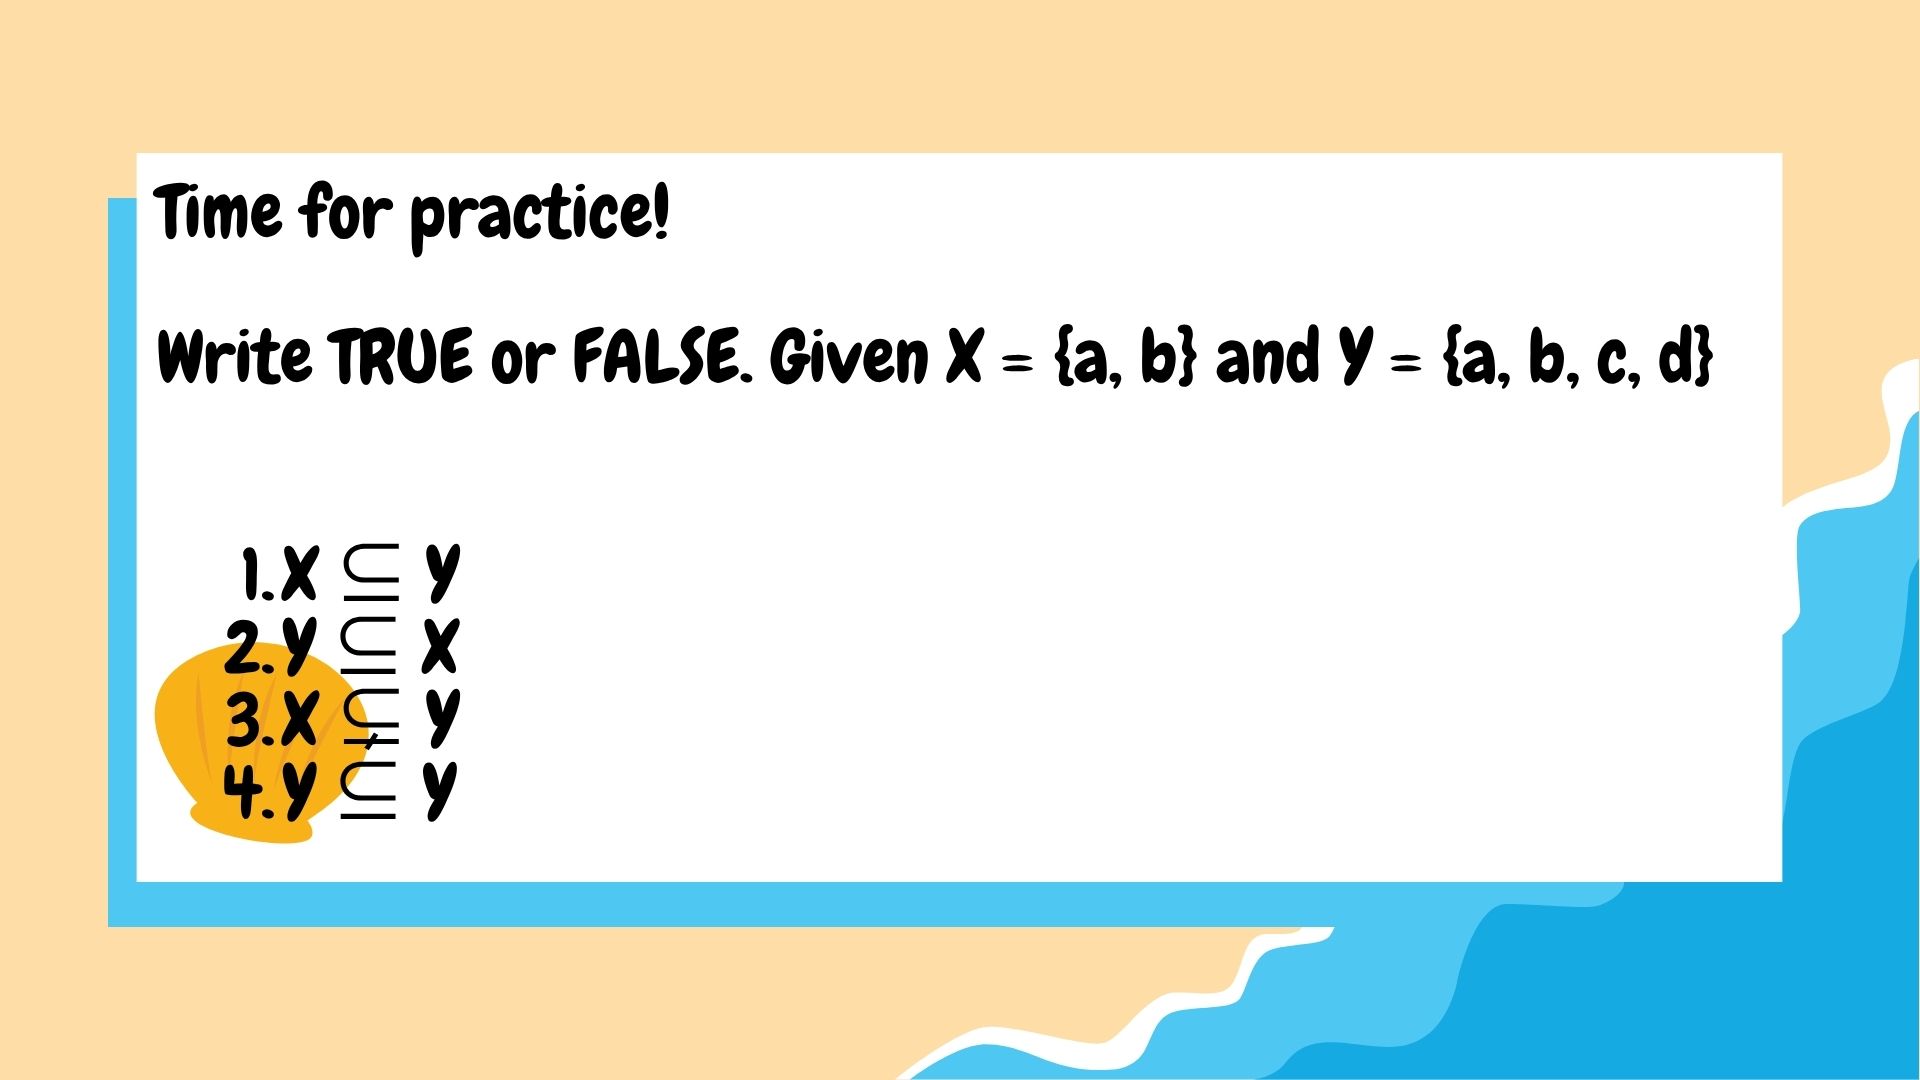 Time for practice!
Write TRUE or FALSE. Given X = {a, b} and Y = {a, b, c, d}
1. X ⊆ Y
2. Y ⊆ X
3. X ⊊ Y
4. Y ⊆ Y